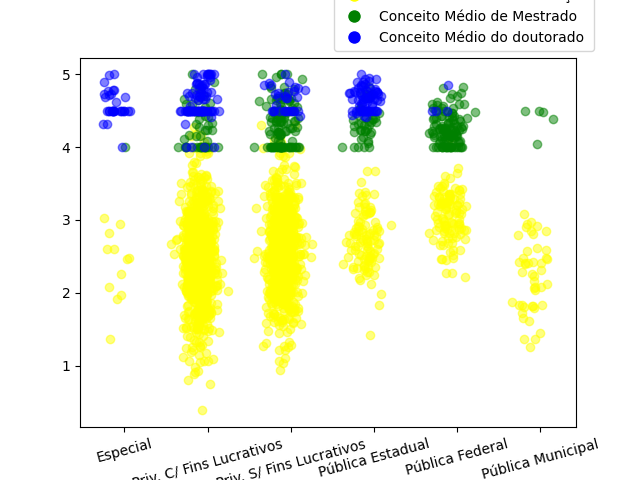 Conceito Médio de Mestrado
Conceito Médio do doutorado
5
4
3
2
1
Especial
Priv. C/ Fins Lucrativos
Priv. S/ Fins Lucrativos
Pública Estadual
Pública Federal
Pública Municipal